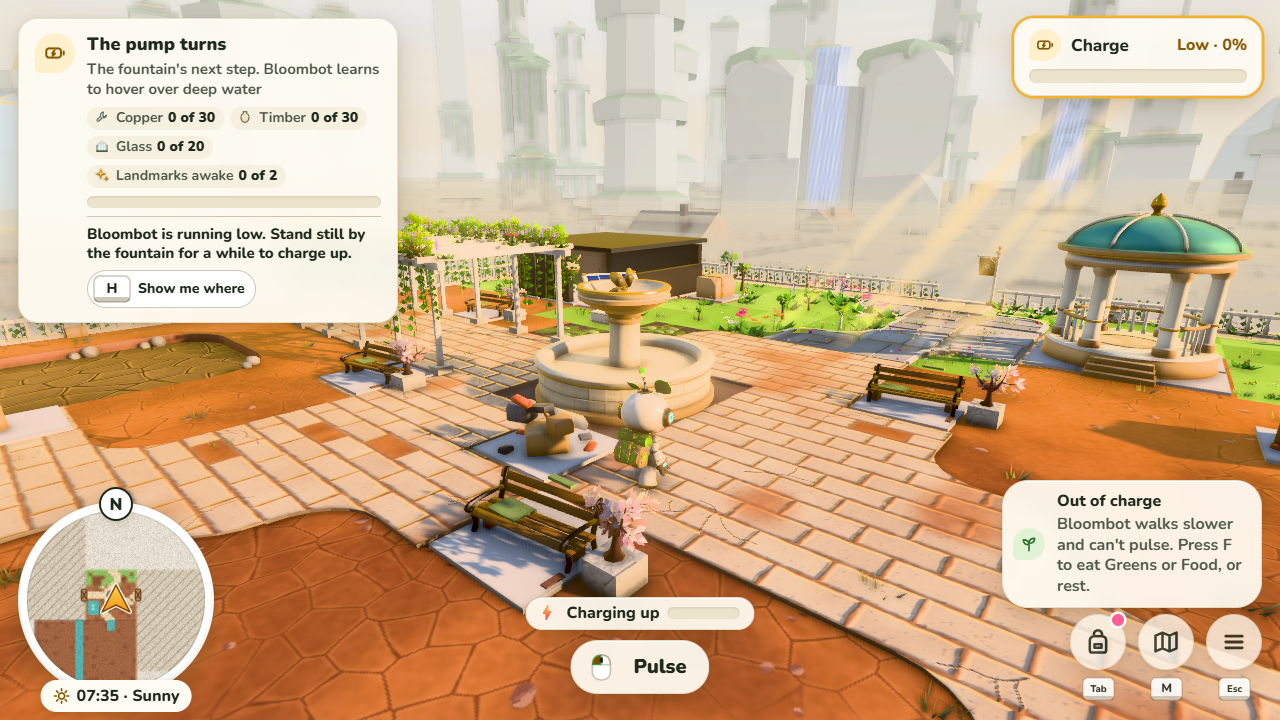 The pump turns
The fountain's next step. Bloombot learns
to hover over deep water
Copper 0 of 30 Timber 0 of 30
Glass 0 of 20
Landmarks awake 0 of 2
Bloombot is running low. Stand still by
the fountain for a while to charge up.
H Show me where
Charge Low · 0%
N
07:35 · Sunny
Charging up
Pulse
Out of charge
Bloombot walks slower
and can't pulse. Press F
to eat Greens or Food, or
rest.
Tab M Esc